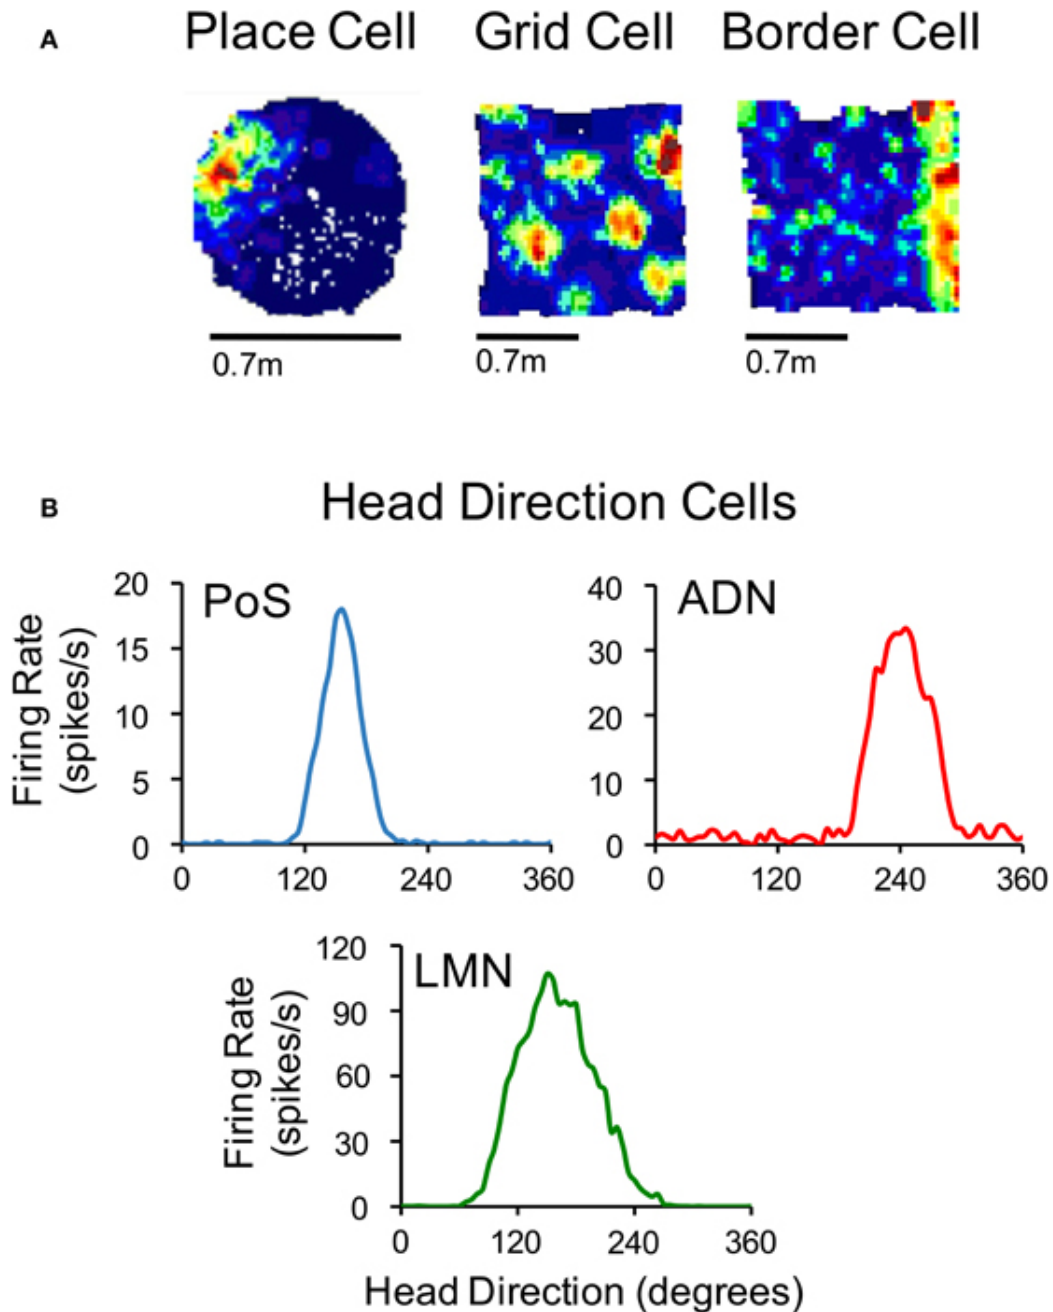 A
Place Cell Grid Cell Border Cell
0.7m 0.7m 0.7m
B
Head Direction Cells
PoS
Firing Rate
(spikes/s)
20
15
10
5
0
0 120 240 360
ADN
40
30
20
10
0
0 120 240 360
LMN
Firing Rate
(spikes/s)
120
90
60
30
0
0 120 240 360
Head Direction (degrees)